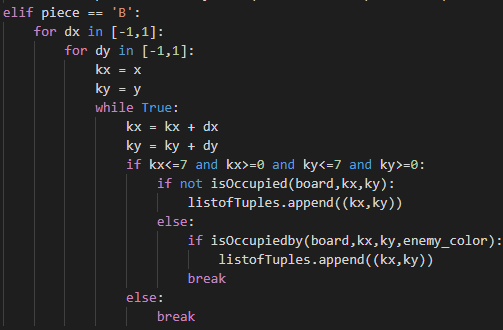 elif piece == 'B':
for dx in [-1,1]:
for dy in [-1,1]:
kx = x
ky = y
while True:
kx = kx + dx
ky = ky + dy
if kx<=7 and kx>=0 and ky<=7 and ky>=0:
if not isOccupied(board,kx,ky):
listofTuples.append((kx,ky))
else:
if isOccupiedby(board,kx,ky,enemy_color):
listofTuples.append((kx,ky))
break
else:
break